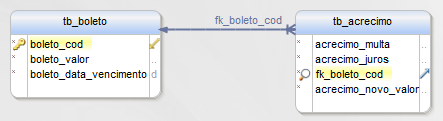 tb_boleto
boleto_cod
boleto_valor
boleto_data_vencimento d
fk_boleto_cod
tb_acrecimo
acrecimo_multa
acrecimo_juros
fk_boleto_cod
acrecimo_novo_valor